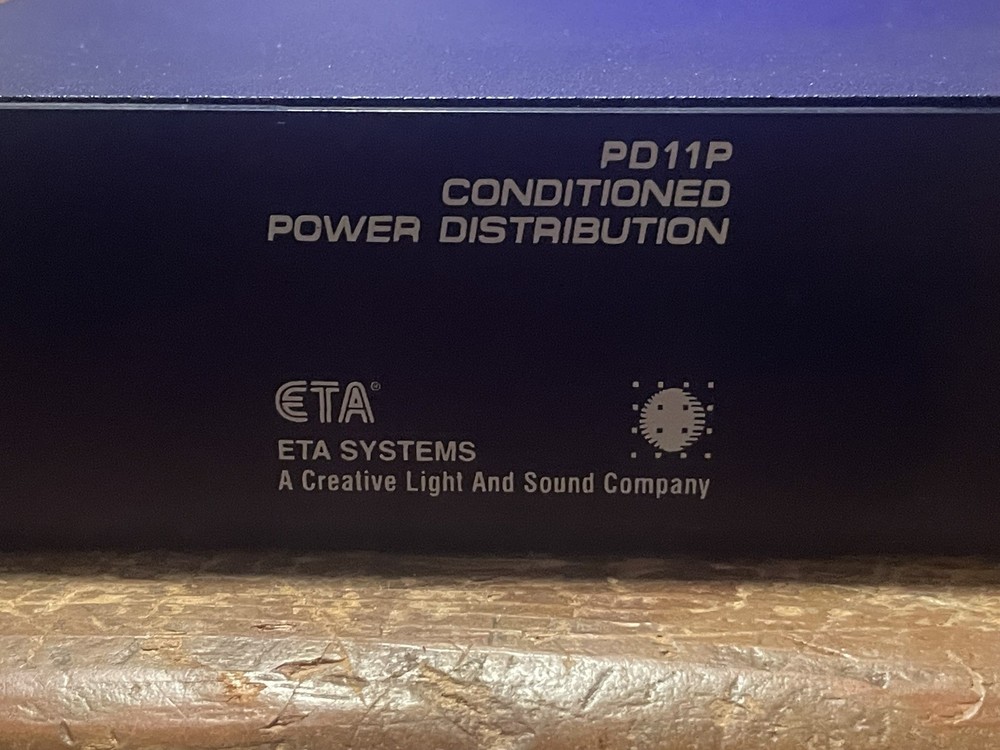 PD11P
CONDITIONED
POWER DISTRIBUTION
ETA®
ETA SYSTEMS
A Creative Light And Sound Company